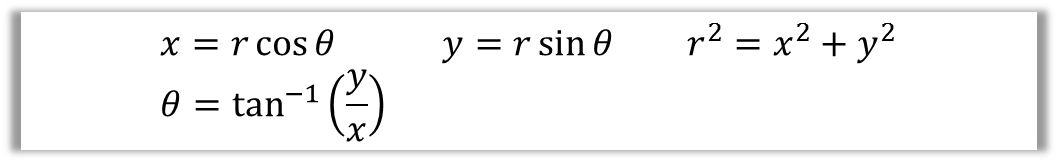 x = r cos θ y = r sin θ r² = x² + y²
θ = tan⁻¹ (y/x)